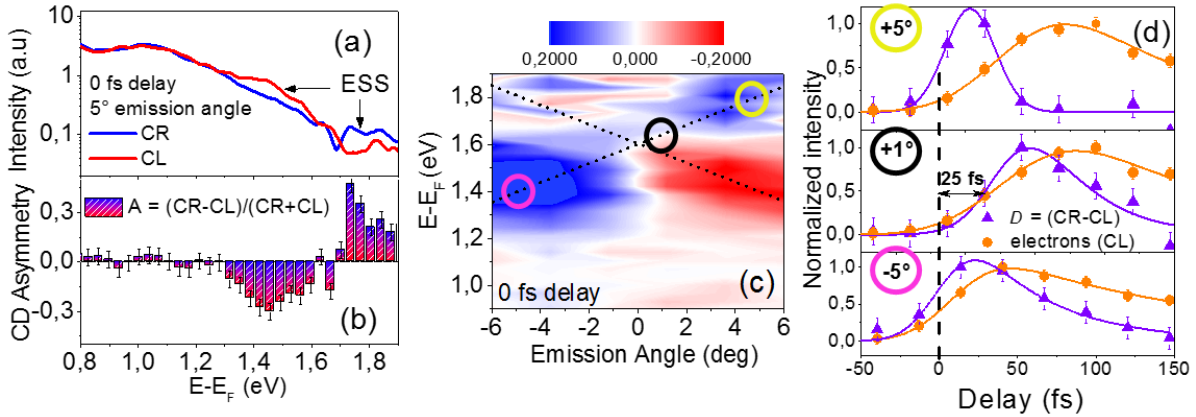 (a)
Intensity (a.u)
10
1
0,1
0 fs delay
5° emission angle
CR
CL
ESS
(b)
CD Asymmetry
0,3
0,0
-0,3
A = (CR-CL)/(CR+CL)
0,8 1,0 1,2 1,4 1,6 1,8
E-E_F (eV)
0,2000 0,000 -0,2000
E-E_F (eV)
1,8
1,6
1,4
1,2
1,0
0 fs delay
(c)
-6 -4 -2 0 2 4 6
Emission Angle (deg)
(d)
Normalized intensity
+5°
1,0
0,5
0,0
+1°
1,0
0,5
0,0
25 fs
D = (CR-CL)
electrons (CL)
-5°
1,0
0,5
0,0
-50 0 50 100 150
Delay (fs)